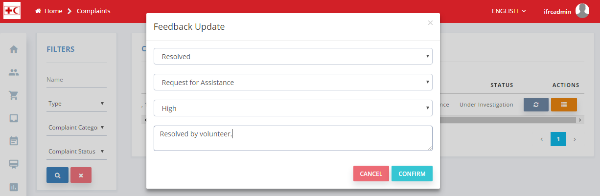 Home > Complaints
ENGLISH
ifrcadmin
Feedback Update
×
Resolved
Request for Assistance
High
Resolved by volunteer.
CANCEL
CONFIRM
FILTERS
Name
Type
Complaint Catego
Complaint Status
STATUS
ACTIONS
Under Investigation
‹
1
›